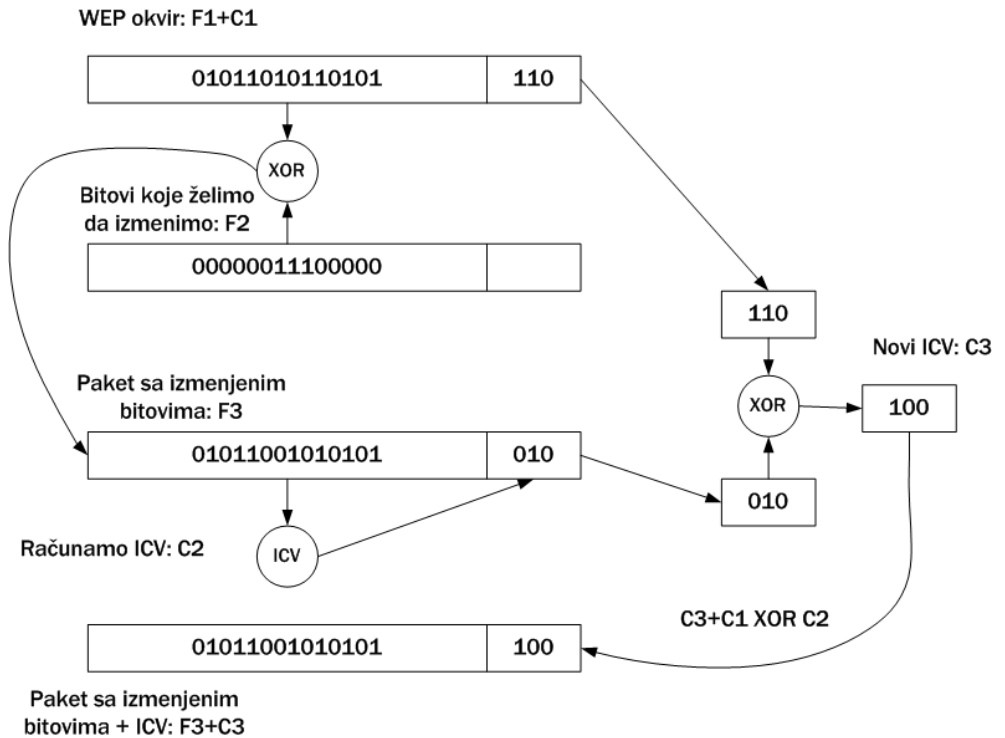 WEP okvir: F1+C1
01011010110101 110
XOR
Bitovi koje želimo
da izmenimo: F2
00000011100000
110
Novi ICV: C3
Paket sa izmenjenim
bitovima: F3
XOR
100
01011001010101 010
010
Računamo ICV: C2
ICV
C3+C1 XOR C2
01011001010101 100
Paket sa izmenjenim
bitovima + ICV: F3+C3